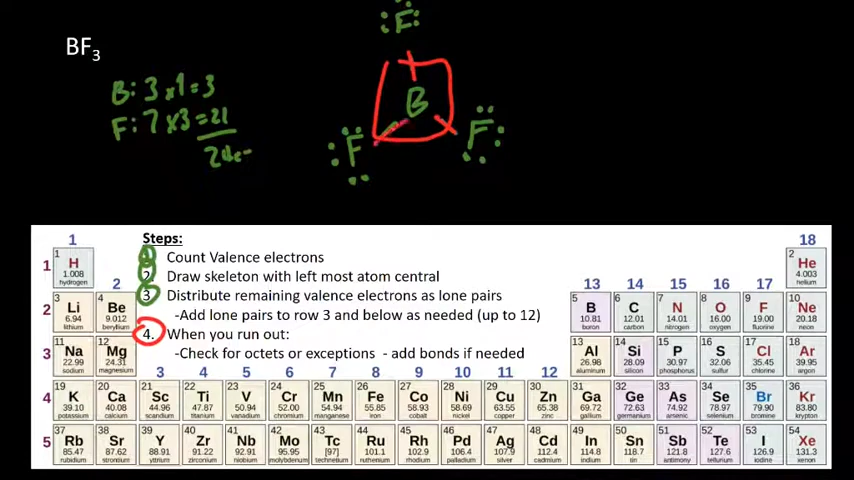 BF3
B: 3 x 1 = 3
F: 7 x 3 = 21
24e-
:F:
B
:F
F:
Steps:
1. Count Valence electrons
2. Draw skeleton with left most atom central
3. Distribute remaining valence electrons as lone pairs
-Add lone pairs to row 3 and below as needed (up to 12)
4. When you run out:
-Check for octets or exceptions - add bonds if needed
1 18
1 1 H 1.008 hydrogen 2 He 4.003 helium
2 13 14 15 16 17
2 3 Li 6.94 lithium 4 Be 9.012 beryllium 5 B 10.81 boron 6 C 12.01 carbon 7 N 14.01 nitrogen 8 O 16.00 oxygen 9 F 19.00 fluorine 10 Ne 20.18 neon
3 11 Na 22.99 sodium 12 Mg 24.31 magnesium 13 Al 26.98 aluminum 14 Si 28.09 silicon 15 P 30.97 phosphorus 16 S 32.06 sulfur 17 Cl 35.45 chlorine 18 Ar 39.95 argon
3 4 5 6 7 8 9 10 11 12
4 19 K 39.10 potassium 20 Ca 40.08 calcium 21 Sc 44.96 scandium 22 Ti 47.87 titanium 23 V 50.94 vanadium 24 Cr 52.00 chromium 25 Mn 54.94 manganese 26 Fe 55.85 iron 27 Co 58.93 cobalt 28 Ni 58.69 nickel 29 Cu 63.55 copper 30 Zn 65.38 zinc 31 Ga 69.72 gallium 32 Ge 72.63 germanium 33 As 74.92 arsenic 34 Se 78.97 selenium 35 Br 79.90 bromine 36 Kr 83.80 krypton
5 37 Rb 85.47 rubidium 38 Sr 87.62 strontium 39 Y 88.91 yttrium 40 Zr 91.22 zirconium 41 Nb 92.91 niobium 42 Mo 95.95 molybdenum 43 Tc [97] technetium 44 Ru 101.1 ruthenium 45 Rh 102.9 rhodium 46 Pd 106.4 palladium 47 Ag 107.9 silver 48 Cd 112.4 cadmium 49 In 114.8 indium 50 Sn 118.7 tin 51 Sb 121.8 antimony 52 Te 127.6 tellurium 53 I 126.9 iodine 54 Xe 131.3 xenon